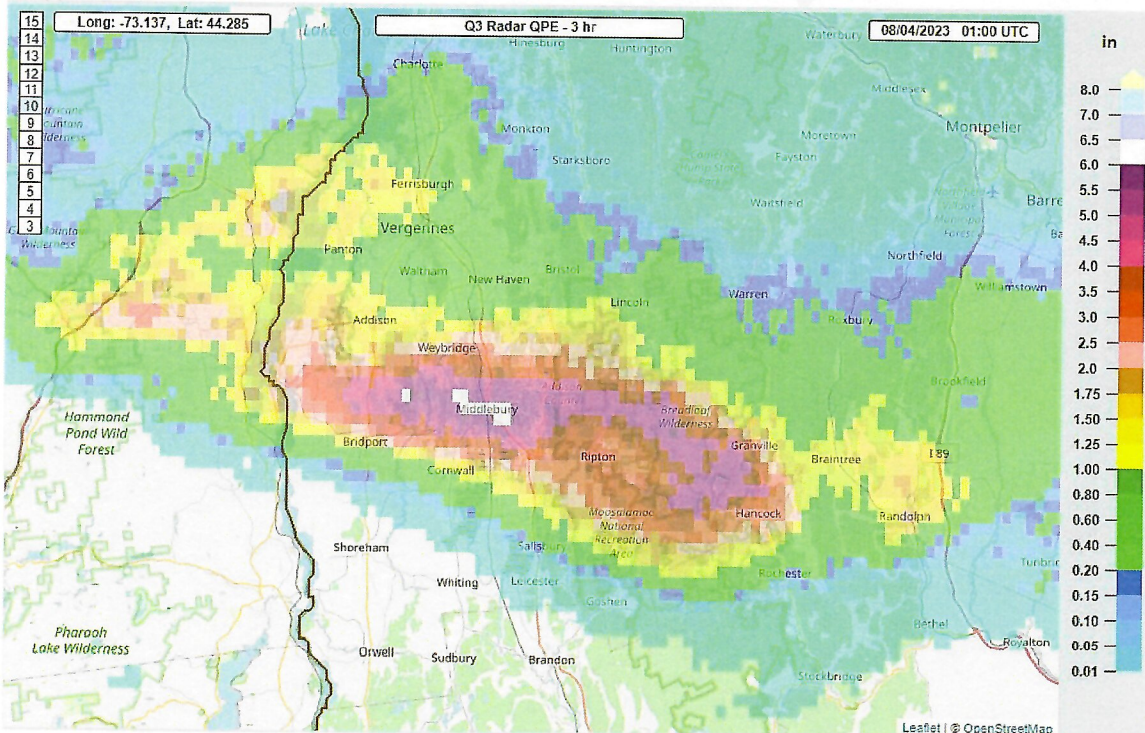 15
14
13
12
11
10
9
8
7
6
5
4
3
Long: -73.137, Lat: 44.285
Q3 Radar QPE - 3 hr
08/04/2023 01:00 UTC
in
8.0
7.0
6.5
6.0
5.5
5.0
4.5
4.0
3.5
3.0
2.5
2.0
1.75
1.50
1.25
1.00
0.80
0.60
0.40
0.20
0.15
0.10
0.05
0.01
Lake
Hinesburg
Huntington
Waterbury
Charlotte
Middlesex
Monkton
Moretown
Montpelier
Starksboro
Fayston
Ferrisburgh
Waitsfield
Barre
Vergennes
Panton
Northfield
Waltham
New Haven
Bristol
Warren
Williamstown
Lincoln
Roxbury
Addison
Weybridge
Addison
County
Brookfield
Middlebury
Breadloaf
Wilderness
Hammond
Pond Wild
Forest
Bridport
Granville
Ripton
Braintree
I 89
Cornwall
Moosalamoo
National
Recreation
Area
Hancock
Randolph
Shoreham
Salisbury
Rochester
Whiting
Leicester
Goshen
Bethel
Pharaoh
Lake Wilderness
Orwell
Sudbury
Brandon
Royalton
Stockbridge
Leaflet | © OpenStreetMap